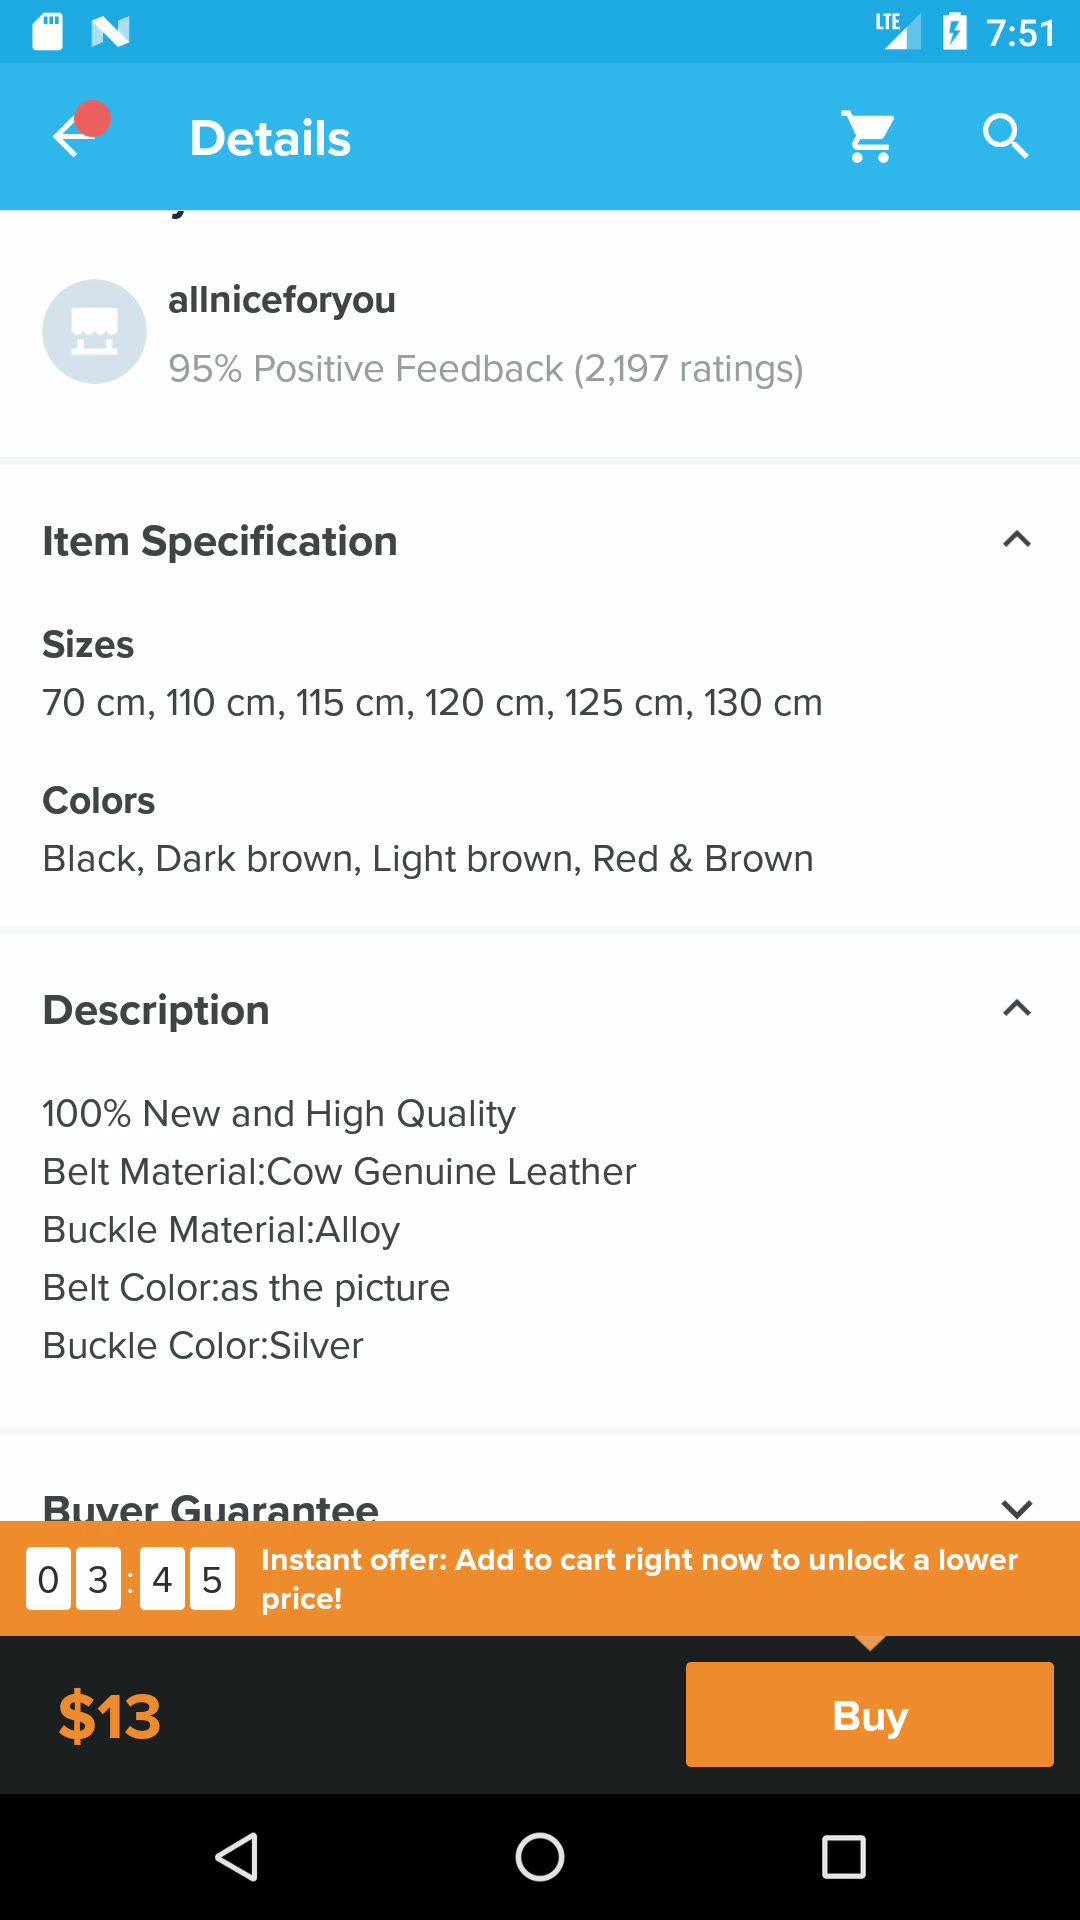 LTE 7:51
Details
allniceforyou
95% Positive Feedback (2,197 ratings)
Item Specification
Sizes
70 cm, 110 cm, 115 cm, 120 cm, 125 cm, 130 cm
Colors
Black, Dark brown, Light brown, Red & Brown
Description
100% New and High Quality
Belt Material:Cow Genuine Leather
Buckle Material:Alloy
Belt Color:as the picture
Buckle Color:Silver
Buyer Guarantee
03:45
Instant offer: Add to cart right now to unlock a lower
price!
$13
Buy